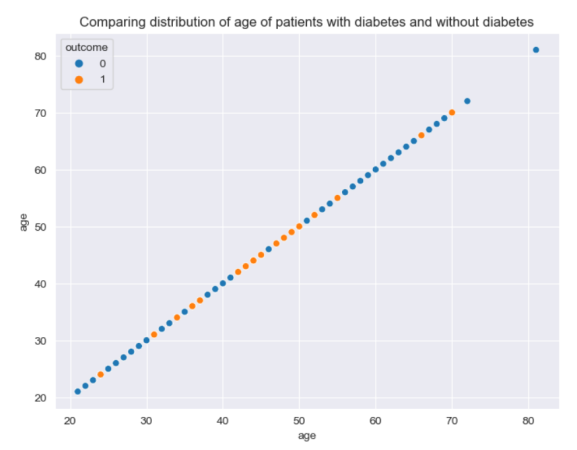 Comparing distribution of age of patients with diabetes and without diabetes
outcome
0
1
80
70
60
50
40
30
20
age
20 30 40 50 60 70 80
age